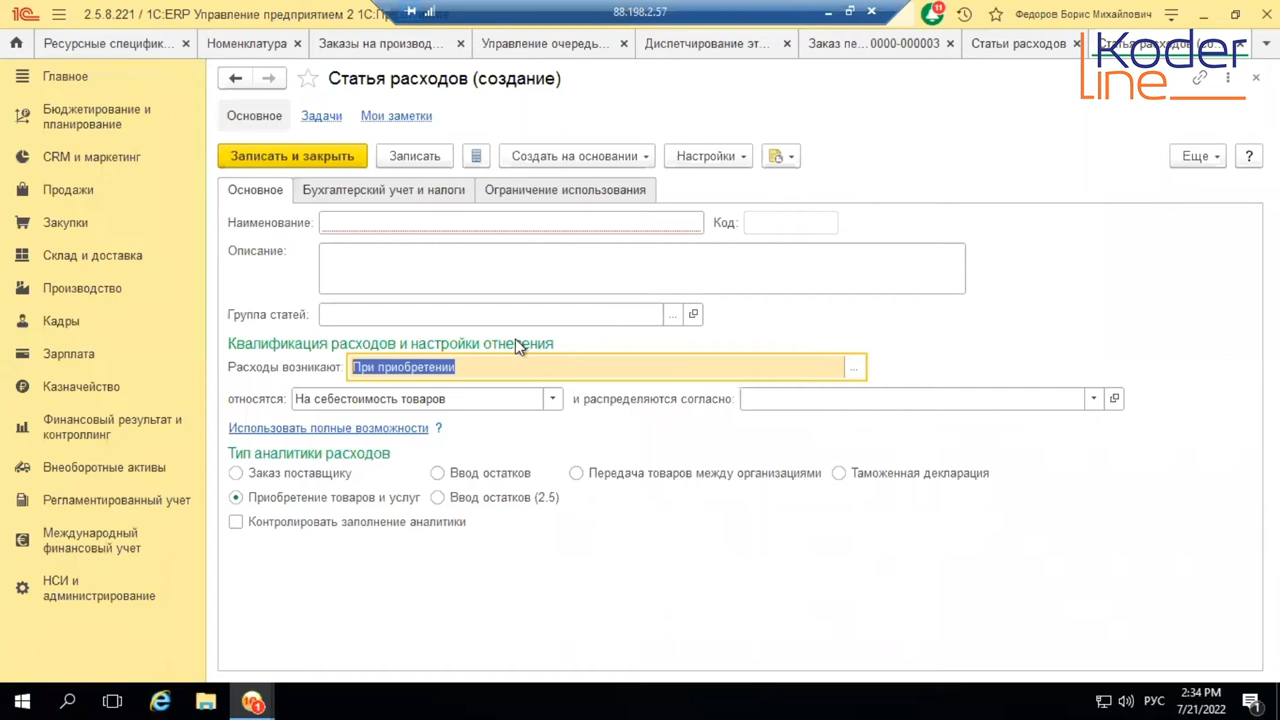 2.5.8.221 / 1С:ERP Управление предприятием 2 1С:Пр
88.198.2.57
11
Федоров Борис Михайлович
Ресурсные специфик...
Номенклатура
Заказы на производ...
Управление очередь...
Диспетчирование эт...
Заказ пе... 0000-000003
Статьи расходов
Koder
line
Главное
Бюджетирование и
планирование
CRM и маркетинг
Продажи
Закупки
Склад и доставка
Производство
Кадры
Зарплата
Казначейство
Финансовый результат и
контроллинг
Внеоборотные активы
Регламентированный учет
Международный
финансовый учет
НСИ и
администрирование
Статья расходов (создание)
Основное Задачи Мои заметки
Записать и закрыть Записать Создать на основании Настройки Еще ?
Основное Бухгалтерский учет и налоги Ограничение использования
Наименование: Код:
Описание:
Группа статей: ...
Квалификация расходов и настройки отнесения
Расходы возникают: При приобретении ...
относятся: На себестоимость товаров и распределяются согласно:
Использовать полные возможности ?
Тип аналитики расходов
Заказ поставщику Ввод остатков Передача товаров между организациями Таможенная декларация
Приобретение товаров и услуг Ввод остатков (2.5)
Контролировать заполнение аналитики
РУС
2:34 PM
7/21/2022
1